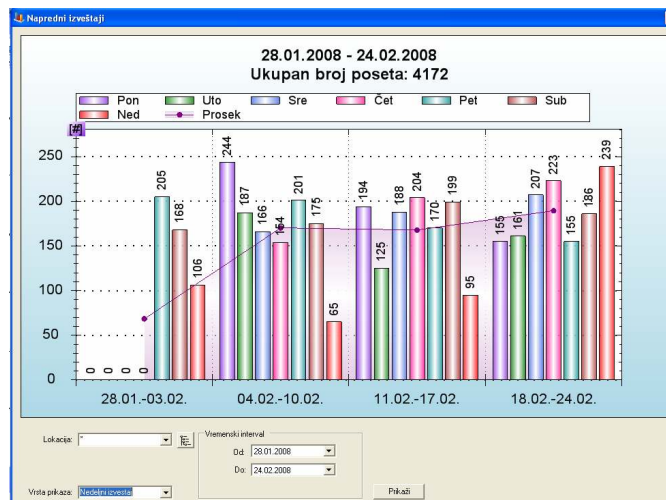 Napredni izveštaji
28.01.2008 - 24.02.2008
Ukupan broj poseta: 4172
Pon Uto Sre Čet Pet Sub
Ned Prosek
[#]
250
200
150
100
50
0
0 0 0 0 205 168 106
244 187 166 154 201 175 65
194 125 188 204 170 199 95
155 161 207 223 155 186 239
28.01.-03.02. 04.02.-10.02. 11.02.-17.02. 18.02.-24.02.
Lokacija: *
Vremenski interval
Od: 28.01.2008
Do: 24.02.2008
Vrsta prikaza: Nedeljni izveštaj
Prikaži